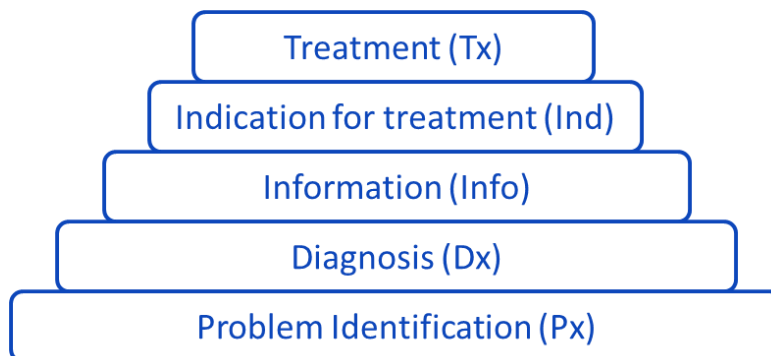 Treatment (Tx)
Indication for treatment (Ind)
Information (Info)
Diagnosis (Dx)
Problem Identification (Px)